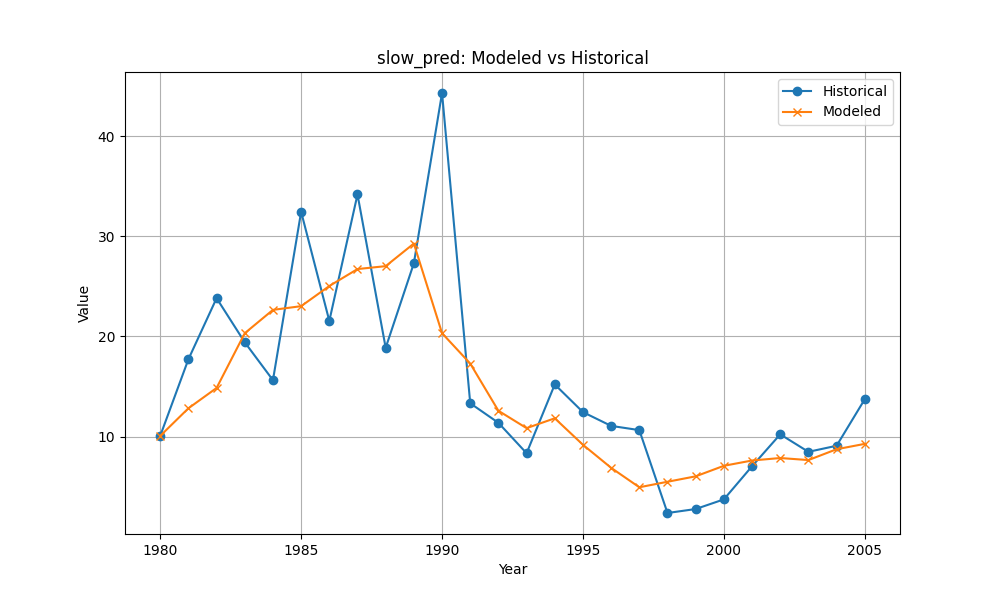 slow_pred: Modeled vs Historical
Historical
Modeled
Value
40
30
20
10
1980 1985 1990 1995 2000 2005
Year